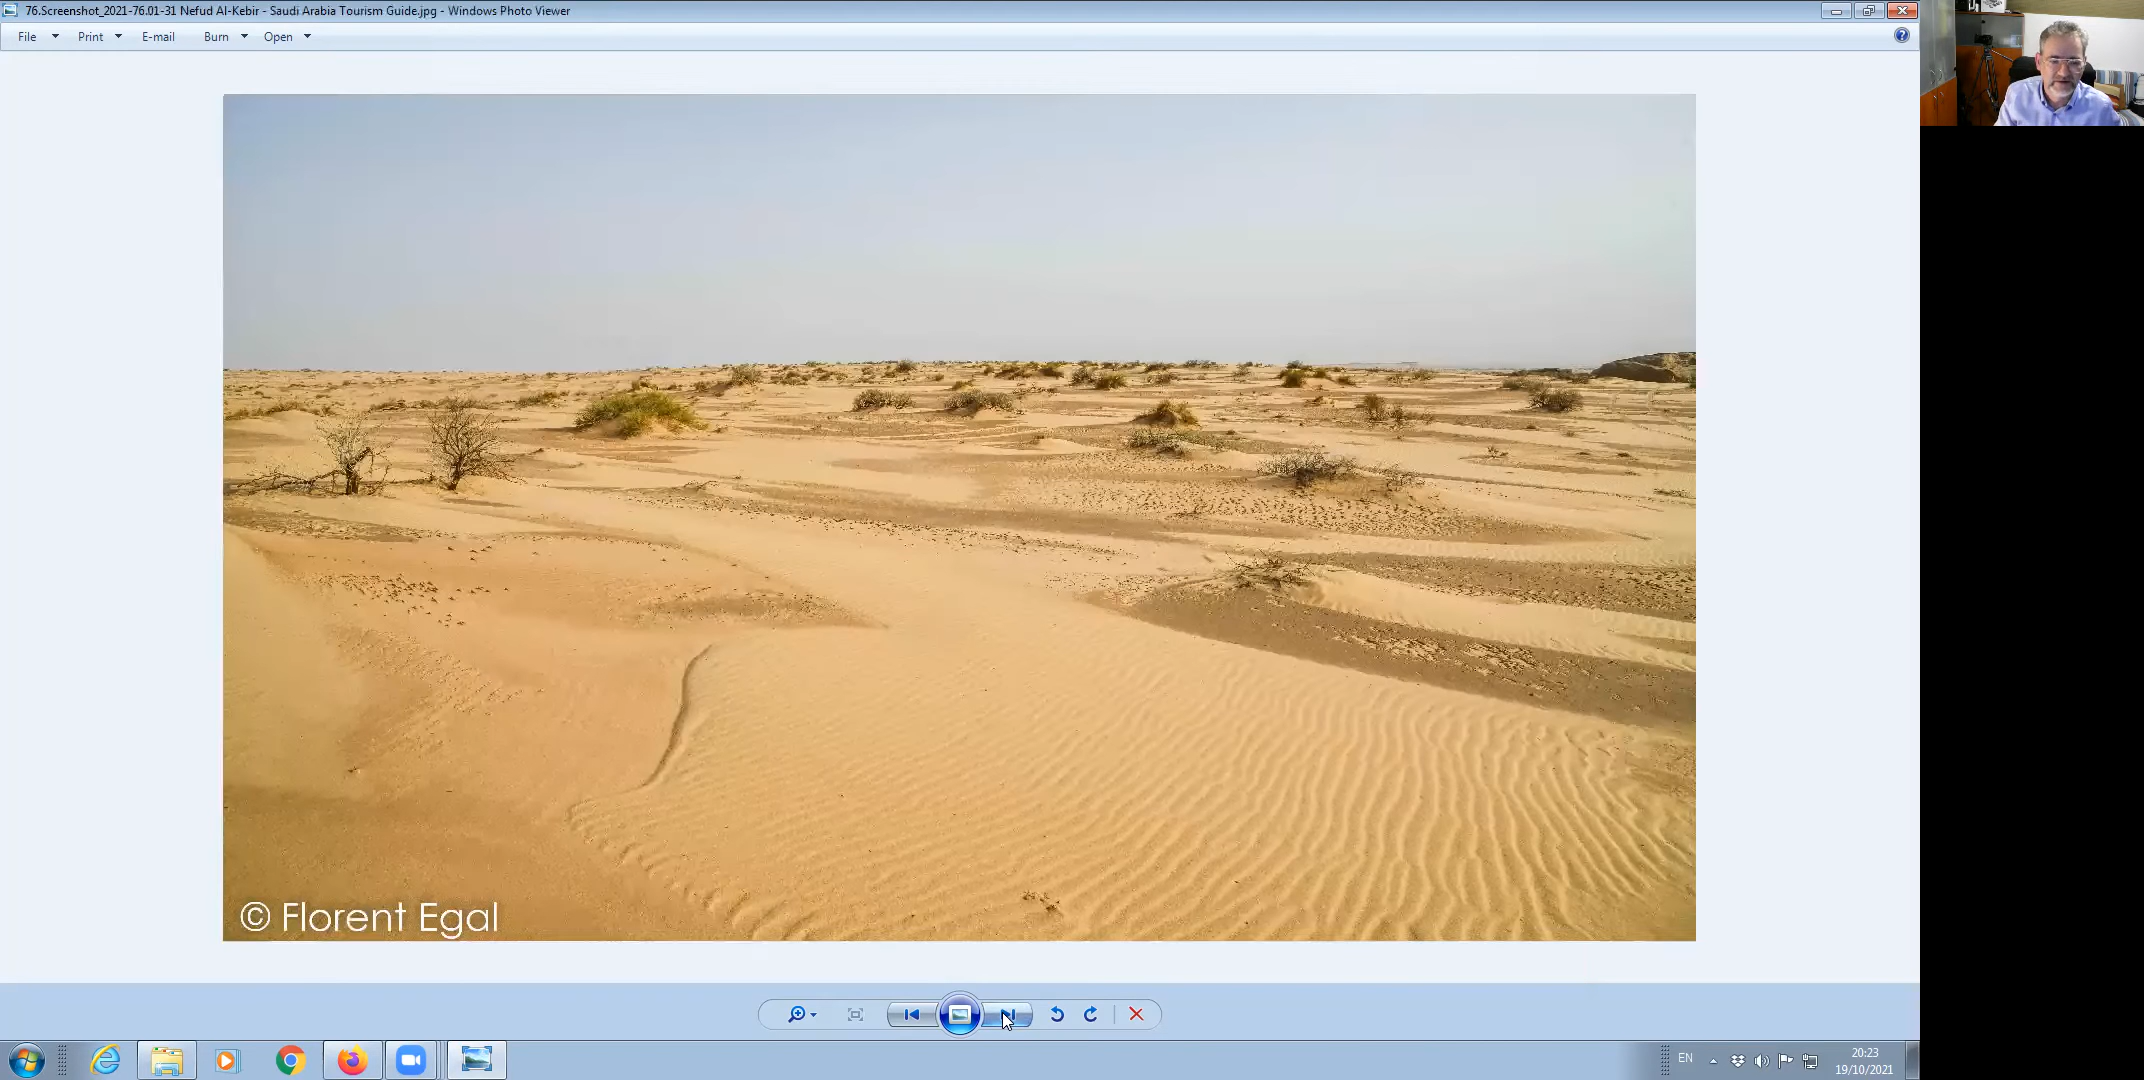 76.Screenshot_2021-76.01-31 Nefud Al-Kebir - Saudi Arabia Tourism Guide.jpg - Windows Photo Viewer
File Print E-mail Burn Open
© Florent Egal
EN
20:23
19/10/2021